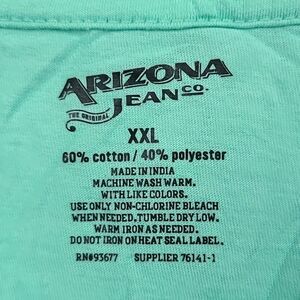 ARIZONA
THE ORIGINAL JEAN CO.
XXL
60% cotton / 40% polyester
MADE IN INDIA
MACHINE WASH WARM.
WITH LIKE COLORS.
USE ONLY NON-CHLORINE BLEACH
WHEN NEEDED. TUMBLE DRY LOW.
WARM IRON AS NEEDED.
DO NOT IRON ON HEAT SEAL LABEL.
RN#93677 SUPPLIER 76141-1